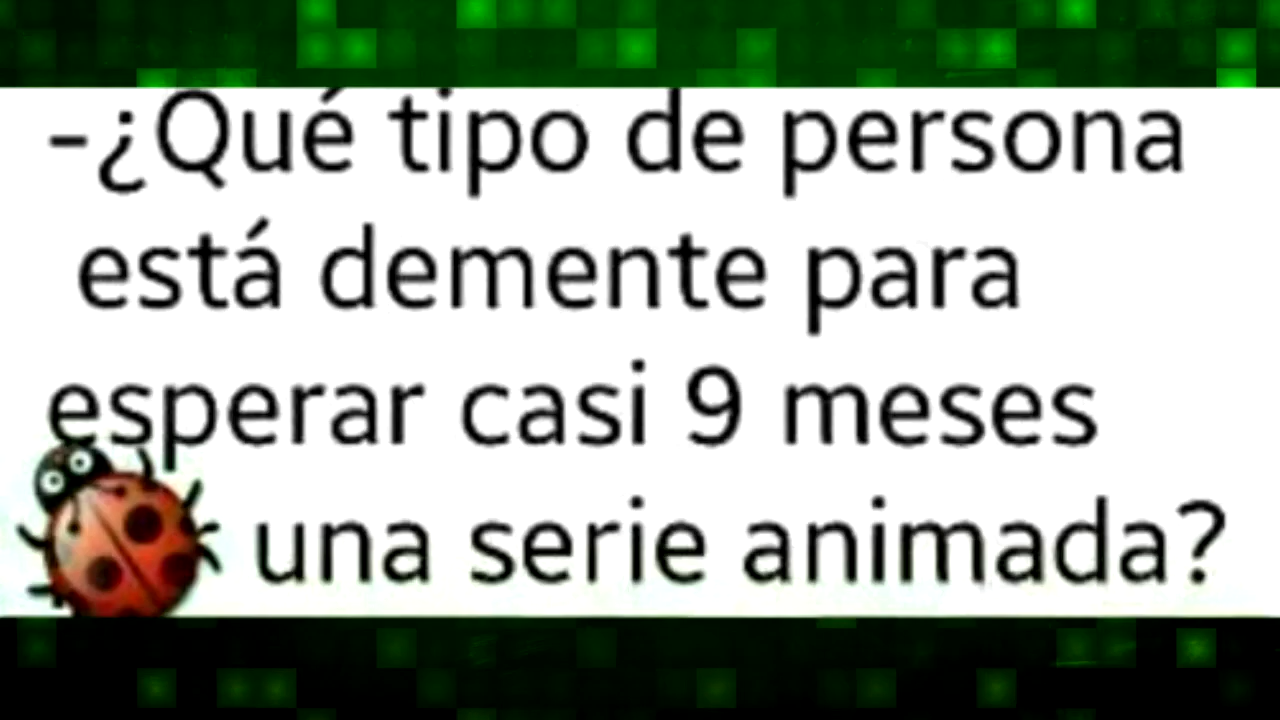 -¿Qué tipo de persona
está demente para
esperar casi 9 meses
una serie animada?